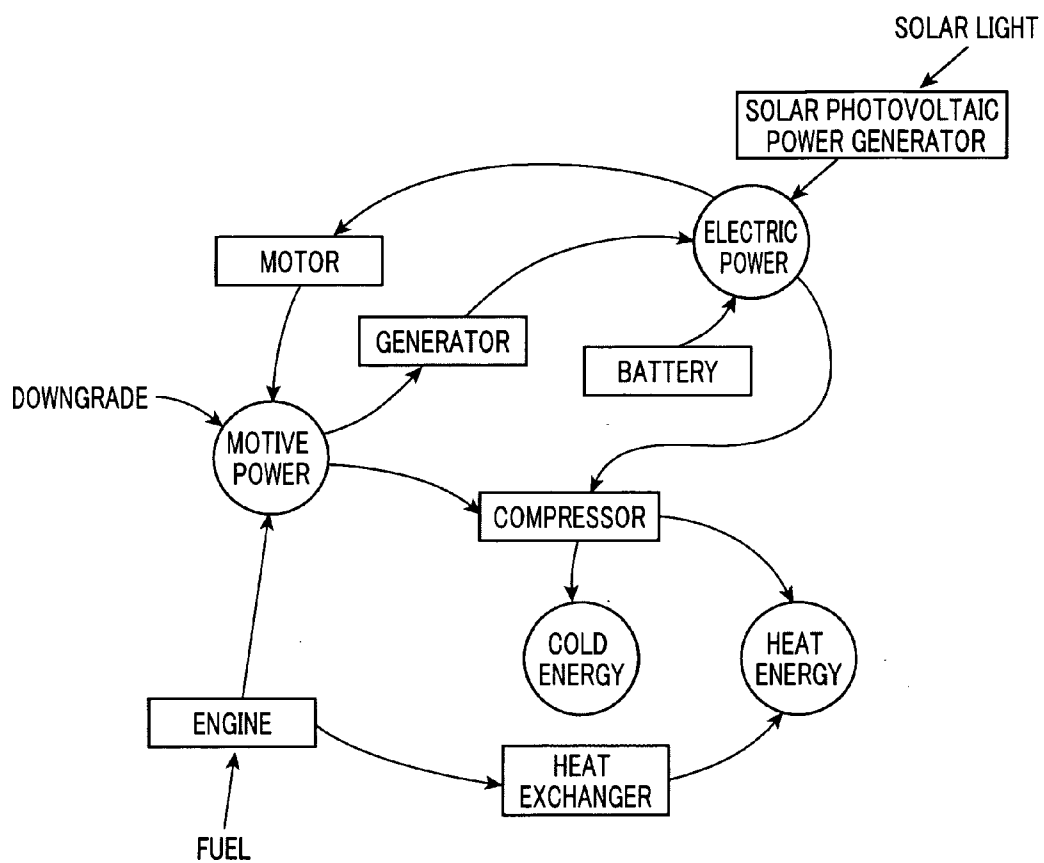 SOLAR LIGHT
SOLAR PHOTOVOLTAIC
POWER GENERATOR
ELECTRIC
POWER
MOTOR
GENERATOR
BATTERY
DOWNGRADE
MOTIVE
POWER
COMPRESSOR
COLD
ENERGY
HEAT
ENERGY
ENGINE
HEAT
EXCHANGER
FUEL